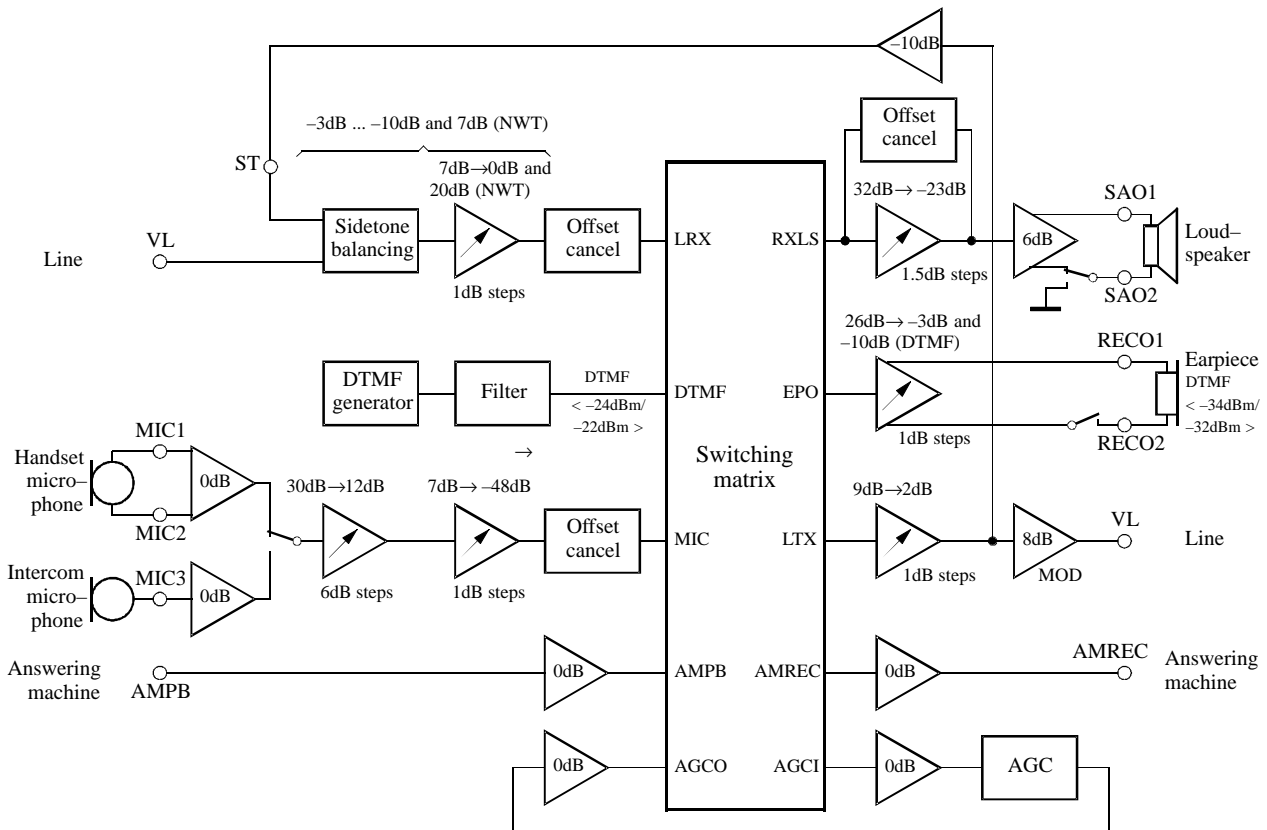 –10dB
–3dB ... –10dB and 7dB (NWT)
Offset
cancel
ST
7dB→0dB and
20dB (NWT)
32dB→ –23dB
SAO1
Line
VL
Sidetone
balancing
Offset
cancel
LRX
RXLS
6dB
Loud–
speaker
1dB steps
1.5dB steps
SAO2
26dB→ –3dB and
–10dB (DTMF)
RECO1
DTMF
generator
Filter
DTMF
< –24dBm/
–22dBm >
DTMF
EPO
Earpiece
DTMF
< –34dBm/
–32dBm >
1dB steps
RECO2
→
Switching
matrix
Handset
micro–
phone
MIC1
0dB
MIC2
30dB→12dB
7dB→ –48dB
9dB→2dB
Offset
cancel
MIC
LTX
8dB
VL
Line
6dB steps
1dB steps
1dB steps
MOD
Intercom
micro–
phone
MIC3
0dB
Answering
machine
AMPB
0dB
AMPB
AMREC
0dB
AMREC
Answering
machine
0dB
AGCO
AGCI
0dB
AGC